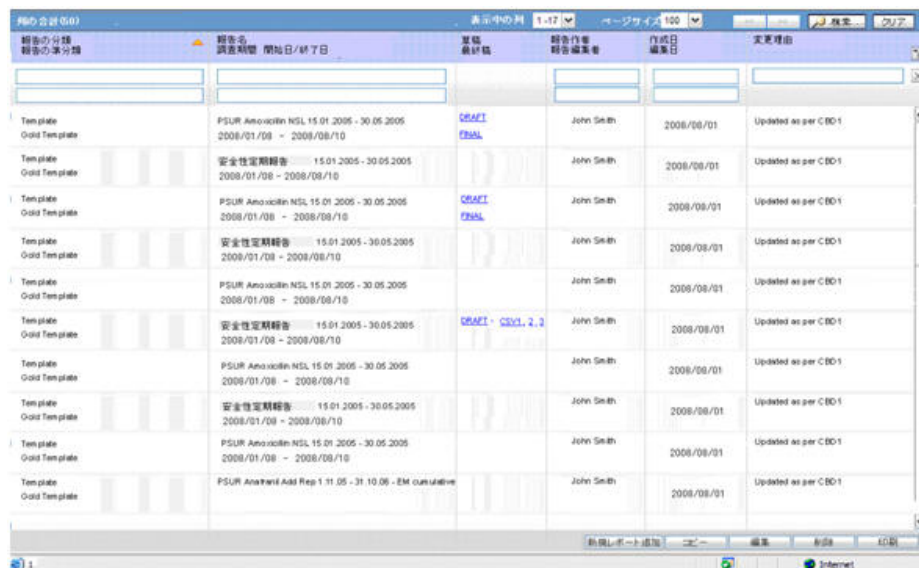 列の合計(50) 表示中の列 1-17 ページサイズ 100 検索... クリア
報告の分類 報告名 草稿 報告作者 作成日 変更理由
報告の準分類 調査期間 開始日/終了日 最終稿 報告編集者 編集日
Template PSUR Amoxicillin NSL 15.01.2005 - 30.05.2005 DRAFT John Smith 2008/08/01 Updated as per CBD1
Gold Template 2008/01/08 - 2008/08/10 FINAL
Template 安全性定期報告 15.01.2005 - 30.05.2005 John Smith 2008/08/01 Updated as per CBD1
Gold Template 2008/01/08 - 2008/08/10
Template PSUR Amoxicillin NSL 15.01.2005 - 30.05.2005 DRAFT John Smith 2008/08/01 Updated as per CBD1
Gold Template 2008/01/08 - 2008/08/10 FINAL
Template 安全性定期報告 15.01.2005 - 30.05.2005 John Smith 2008/08/01 Updated as per CBD1
Gold Template 2008/01/08 - 2008/08/10
Template PSUR Amoxicillin NSL 15.01.2005 - 30.05.2005 John Smith 2008/08/01 Updated as per CBD1
Gold Template 2008/01/08 - 2008/08/10
Template 安全性定期報告 15.01.2005 - 30.05.2005 DRAFT - CSV1, 2, 3 John Smith 2008/08/01 Updated as per CBD1
Gold Template 2008/01/08 - 2008/08/10
Template PSUR Amoxicillin NSL 15.01.2005 - 30.05.2005 John Smith 2008/08/01 Updated as per CBD1
Gold Template 2008/01/08 - 2008/08/10
Template 安全性定期報告 15.01.2005 - 30.05.2005 John Smith 2008/08/01 Updated as per CBD1
Gold Template 2008/01/08 - 2008/08/10
Template PSUR Amoxicillin NSL 15.01.2005 - 30.05.2005 John Smith 2008/08/01 Updated as per CBD1
Gold Template 2008/01/08 - 2008/08/10
Template PSUR Anatranil Add Rep 1.11.05 - 31.10.06 - EM cumulative John Smith 2008/08/01 Updated as per CBD1
Gold Template
新規レポート追加 コピー 編集 削除 印刷
1 Internet